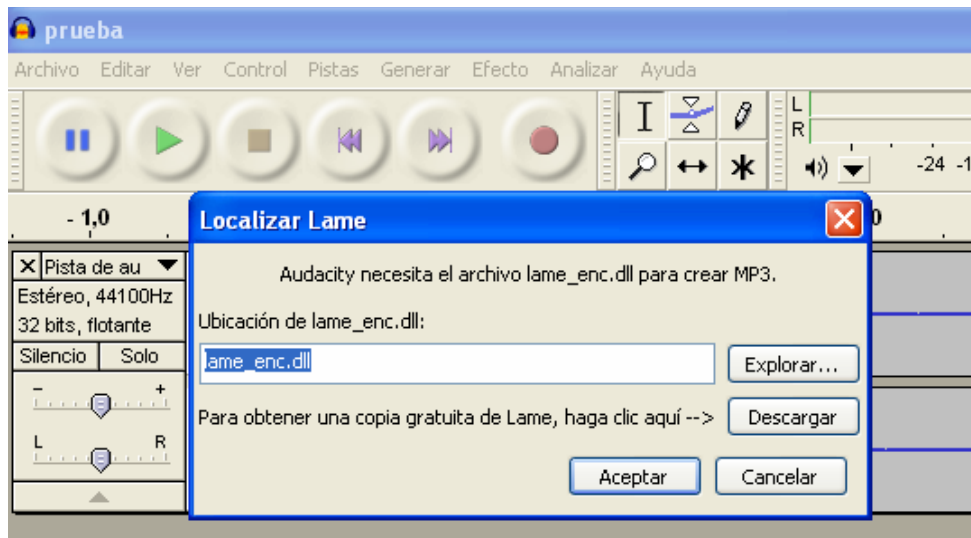 prueba
Archivo Editar Ver Control Pistas Generar Efecto Analizar Ayuda
L
R
-24 -1
- 1,0
0
Localizar Lame
Audacity necesita el archivo lame_enc.dll para crear MP3.
Ubicación de lame_enc.dll:
lame_enc.dll
Explorar...
Para obtener una copia gratuita de Lame, haga clic aquí -->
Descargar
Aceptar
Cancelar
X Pista de au
Estéreo, 44100Hz
32 bits, flotante
Silencio Solo
- +
L R